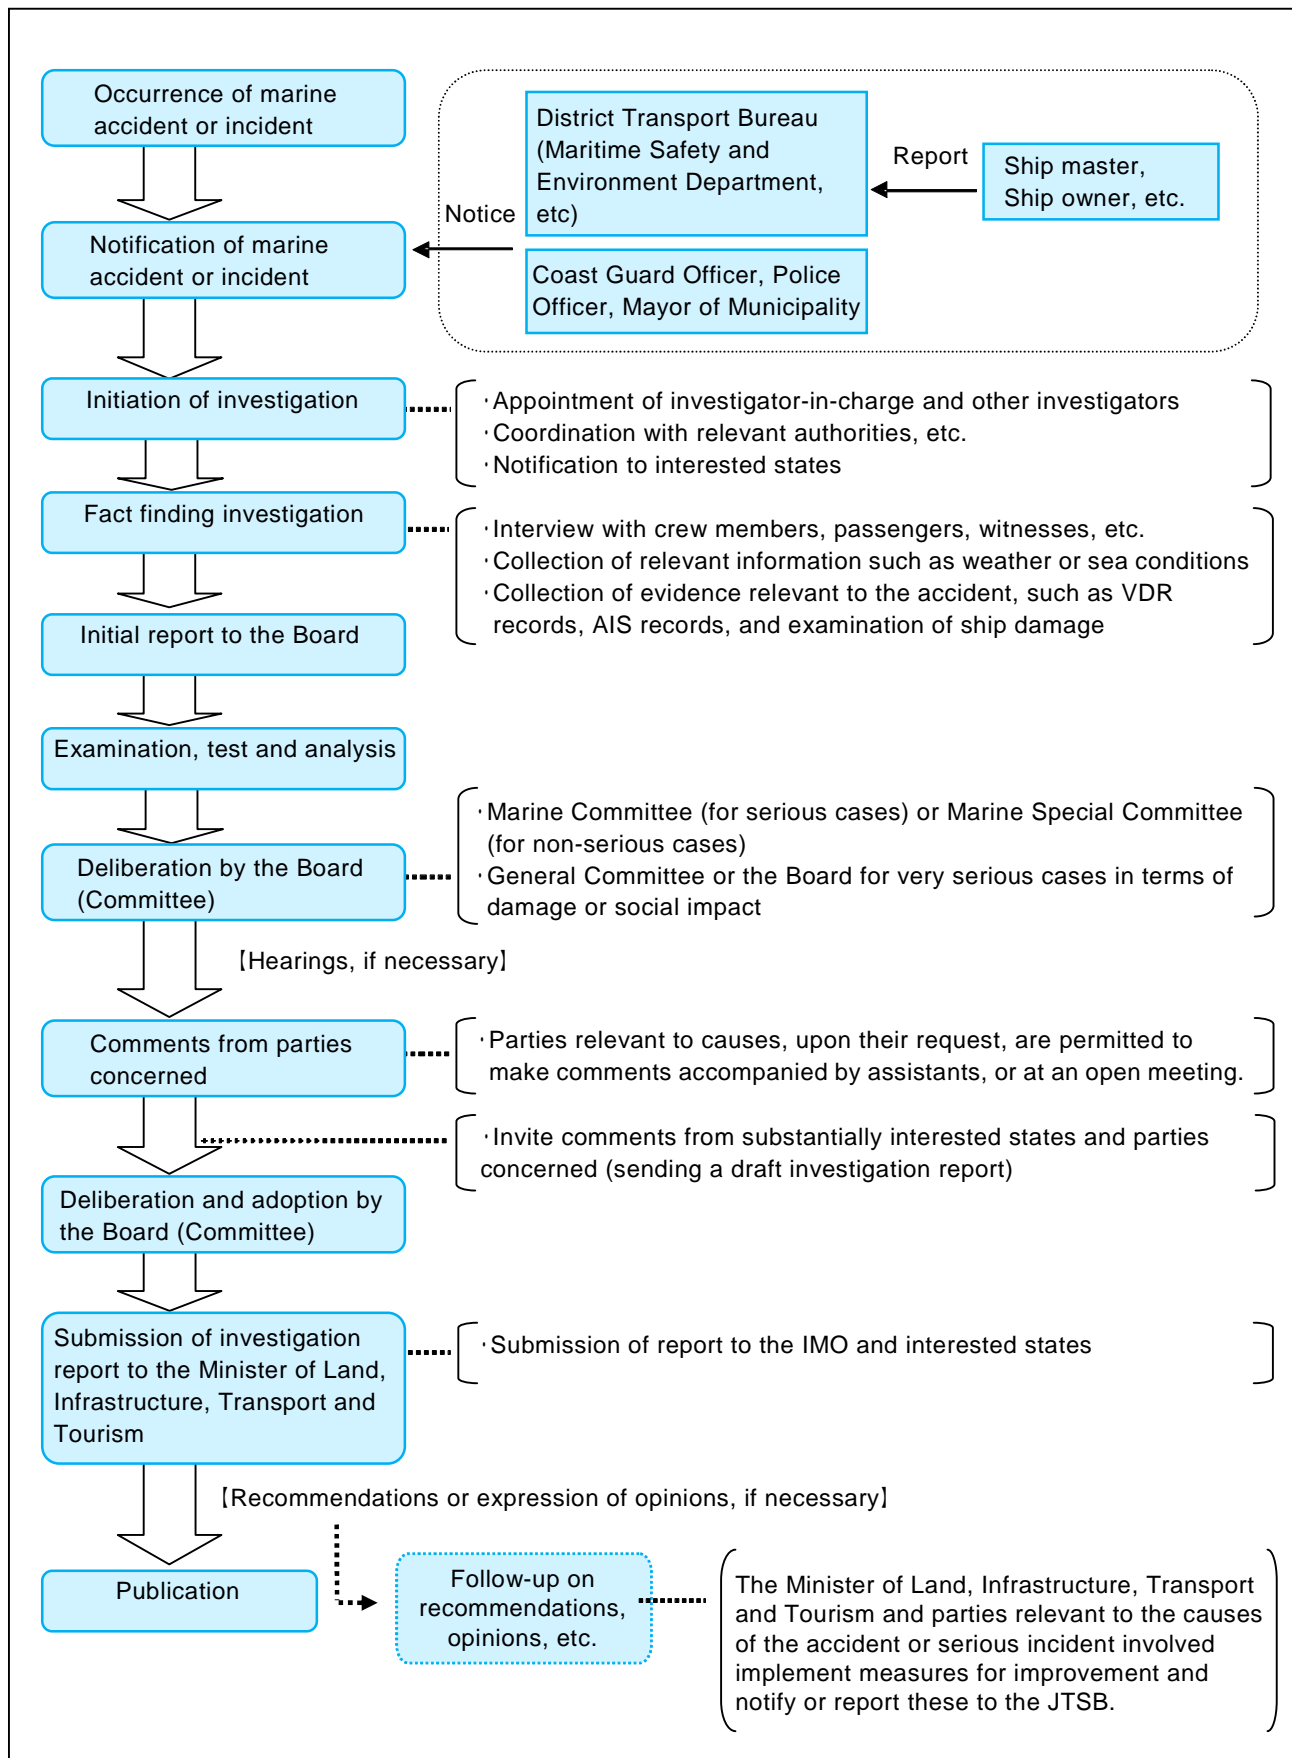 Occurrence of marine
accident or incident
District Transport Bureau
(Maritime Safety and
Environment Department,
etc)
Report
Ship master,
Ship owner, etc.
Notice
Notification of marine
accident or incident
Coast Guard Officer, Police
Officer, Mayor of Municipality
Initiation of investigation
·Appointment of investigator-in-charge and other investigators
·Coordination with relevant authorities, etc.
·Notification to interested states
Fact finding investigation
·Interview with crew members, passengers, witnesses, etc.
·Collection of relevant information such as weather or sea conditions
·Collection of evidence relevant to the accident, such as VDR
records, AIS records, and examination of ship damage
Initial report to the Board
Examination, test and analysis
·Marine Committee (for serious cases) or Marine Special Committee
(for non-serious cases)
·General Committee or the Board for very serious cases in terms of
damage or social impact
Deliberation by the Board
(Committee)
【Hearings, if necessary】
Comments from parties
concerned
·Parties relevant to causes, upon their request, are permitted to
make comments accompanied by assistants, or at an open meeting.
·Invite comments from substantially interested states and parties
concerned (sending a draft investigation report)
Deliberation and adoption by
the Board (Committee)
Submission of investigation
report to the Minister of Land,
Infrastructure, Transport and
Tourism
·Submission of report to the IMO and interested states
【Recommendations or expression of opinions, if necessary】
Publication
Follow-up on
recommendations,
opinions, etc.
The Minister of Land, Infrastructure, Transport
and Tourism and parties relevant to the causes
of the accident or serious incident involved
implement measures for improvement and
notify or report these to the JTSB.